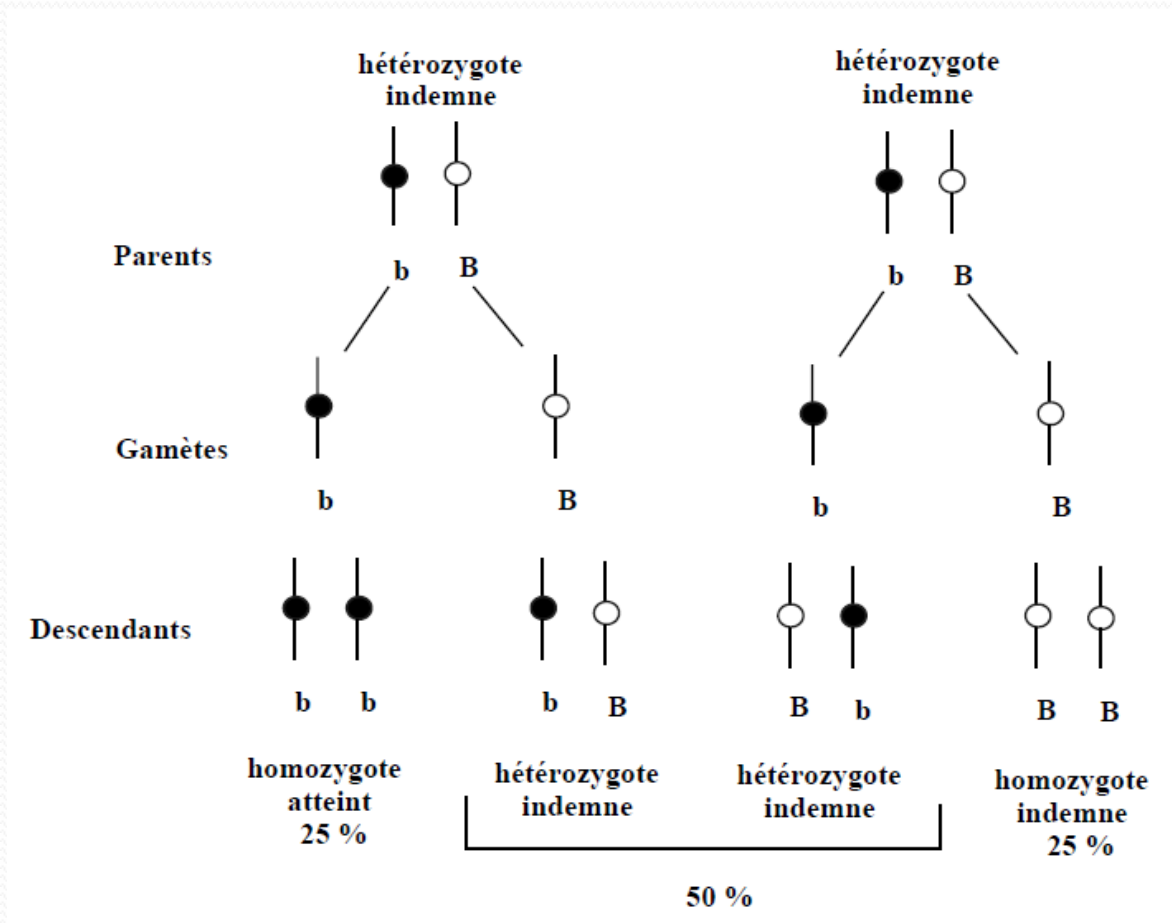 hétérozygote
indemne
hétérozygote
indemne
Parents
b B
b B
Gamètes
b
B
b
B
Descendants
b b
b B
B b
B B
homozygote
atteint
25 %
hétérozygote
indemne
hétérozygote
indemne
homozygote
indemne
25 %
50 %